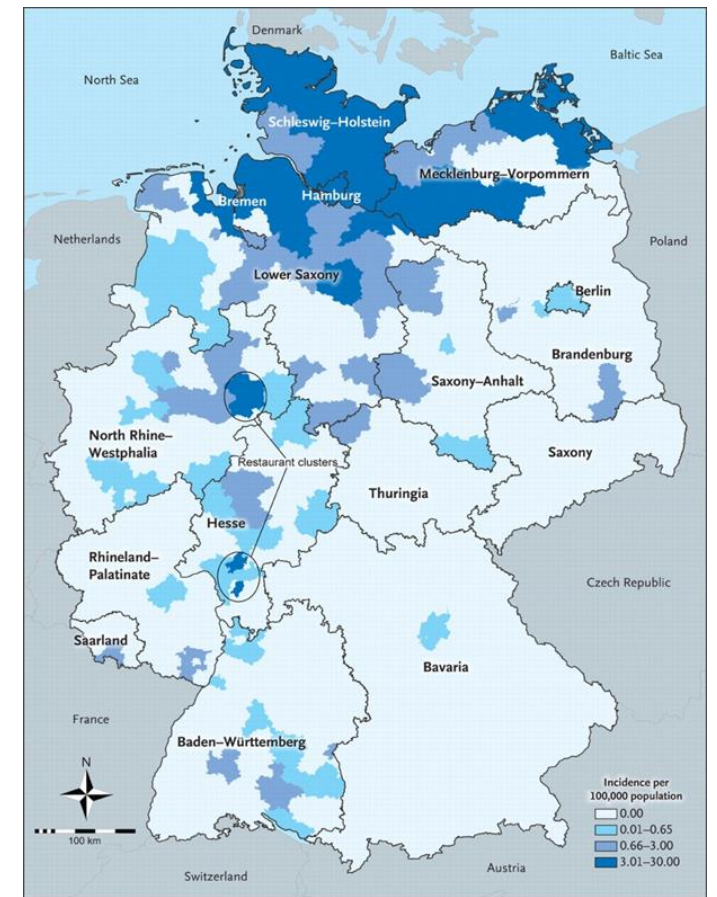 Denmark
Baltic Sea
North Sea
Schleswig–Holstein
Mecklenburg–Vorpommern
Hamburg
Bremen
Netherlands
Poland
Lower Saxony
Berlin
Brandenburg
Saxony–Anhalt
North Rhine–
Westphalia
Saxony
Restaurant clusters
Thuringia
Hesse
Rhineland–
Palatinate
Czech Republic
Saarland
Bavaria
France
Baden–Württemberg
N
100 km
Incidence per
100,000 population
0.00
0.01–0.65
0.66–3.00
3.01–30.00
Switzerland
Austria